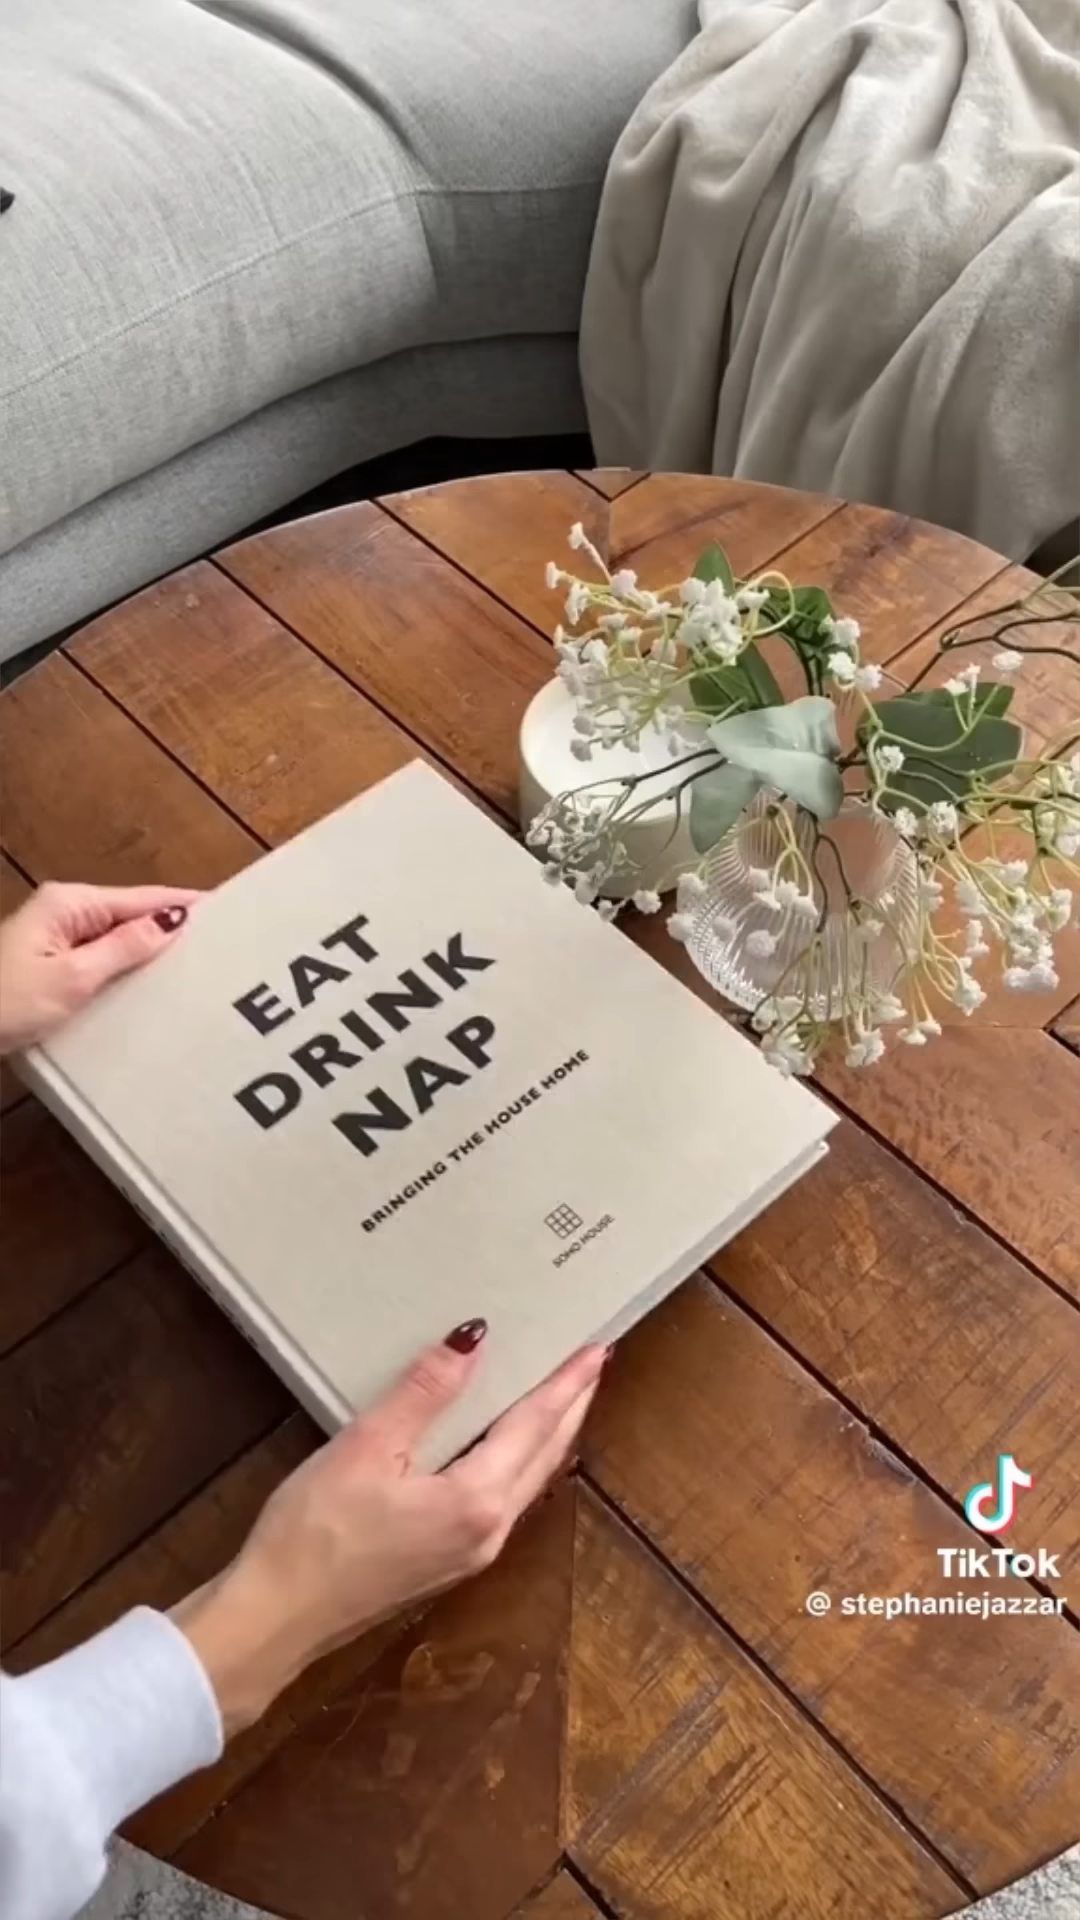 EAT
DRINK
NAP
BRINGING THE HOUSE HOME
SOHO HOUSE
TikTok
@ stephaniejazzar